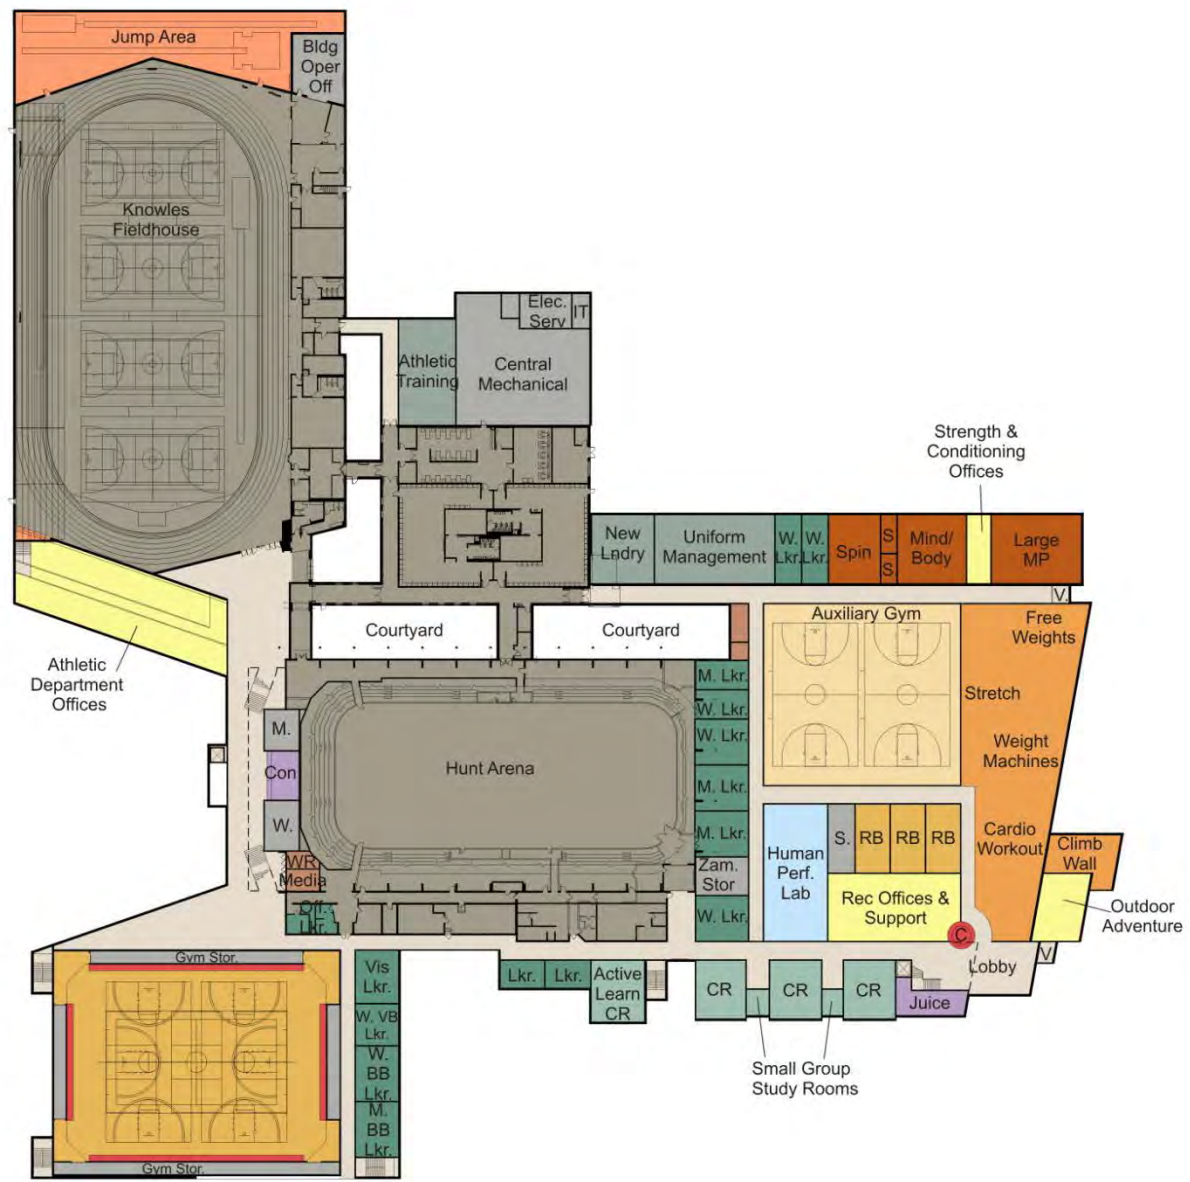 Jump Area
Bldg
Oper
Off
Knowles
Fieldhouse
Elec.
Serv
IT
Athletic
Training
Central
Mechanical
Strength &
Conditioning
Offices
New
Lndry
Uniform
Management
W.
Lkr.
W.
Lkr.
Spin
S
S.
Mind/
Body
Large
MP
V.
Courtyard
Courtyard
Auxiliary Gym
Free
Weights
Athletic
Department
Offices
M. Lkr.
W. Lkr.
W. Lkr.
Stretch
M.
Weight
Machines
Con
Hunt Arena
M. Lkr.
W.
M. Lkr.
Cardio
Workout
S.
RB
RB
RB
Climb
Wall
WR
Media
Zam.
Stor
Human
Perf.
Lab
Rec Offices &
Support
Off.
Lkr.
W. Lkr.
Outdoor
Adventure
C.
V.
Gym Stor.
Vis
Lkr.
Lkr.
Lkr.
Active
Learn
CR
CR
CR
CR
Lobby
Juice
W. VB
Lkr.
W.
BB
Lkr.
Small Group
Study Rooms
M.
BB
Lkr.
Gym Stor.